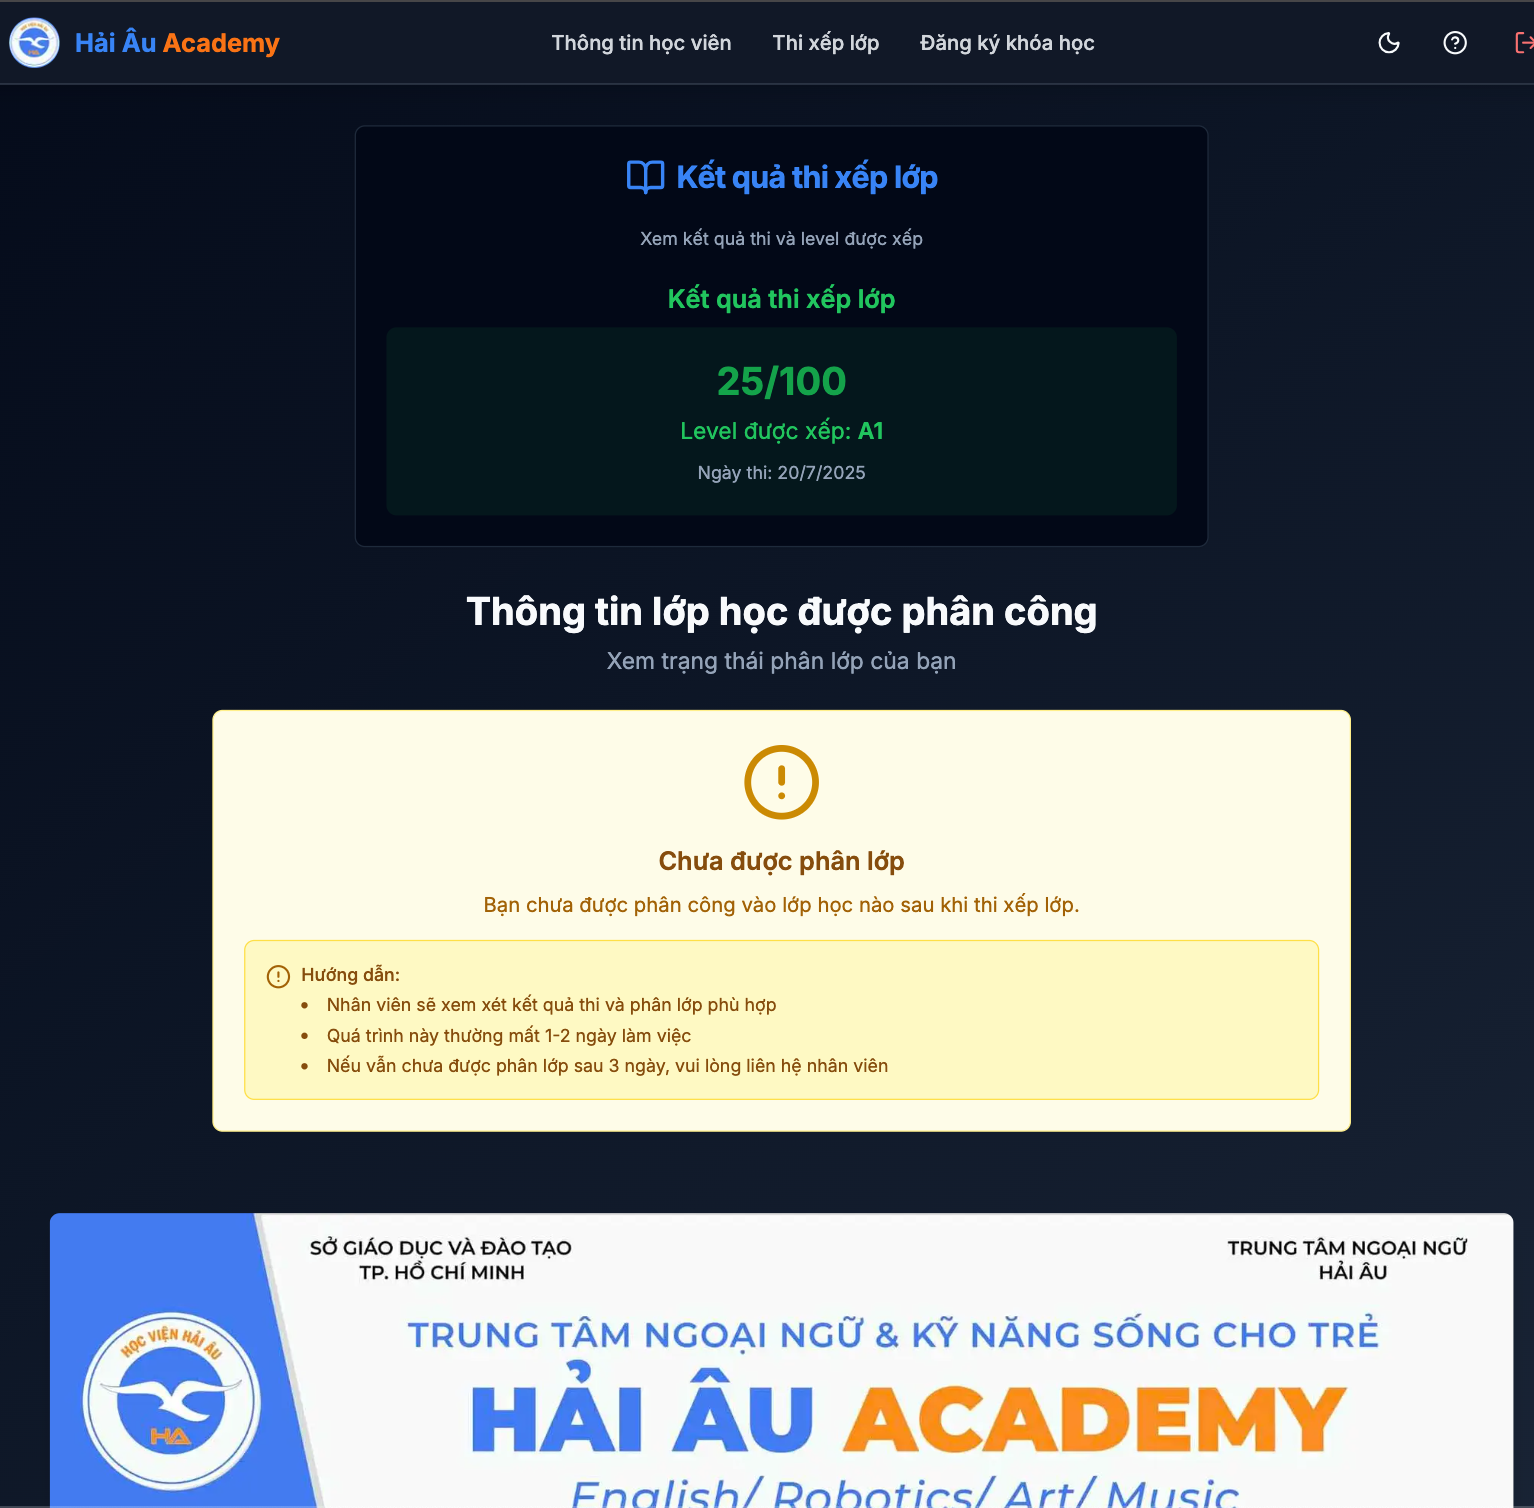 Hải Âu Academy
Thông tin học viên
Thi xếp lớp
Đăng ký khóa học
Kết quả thi xếp lớp
Xem kết quả thi và level được xếp
Kết quả thi xếp lớp
25/100
Level được xếp: A1
Ngày thi: 20/7/2025
Thông tin lớp học được phân công
Xem trạng thái phân lớp của bạn
Chưa được phân lớp
Bạn chưa được phân công vào lớp học nào sau khi thi xếp lớp.
Hướng dẫn:
• Nhân viên sẽ xem xét kết quả thi và phân lớp phù hợp
• Quá trình này thường mất 1-2 ngày làm việc
• Nếu vẫn chưa được phân lớp sau 3 ngày, vui lòng liên hệ nhân viên
SỞ GIÁO DỤC VÀ ĐÀO TẠO
TP. HỒ CHÍ MINH
TRUNG TÂM NGOẠI NGỮ
HẢI ÂU
HỌC VIỆN HẢI ÂU
HA
TRUNG TÂM NGOẠI NGỮ & KỸ NĂNG SỐNG CHO TRẺ
HẢI ÂU ACADEMY
English/ Robotics/ Art/ Music